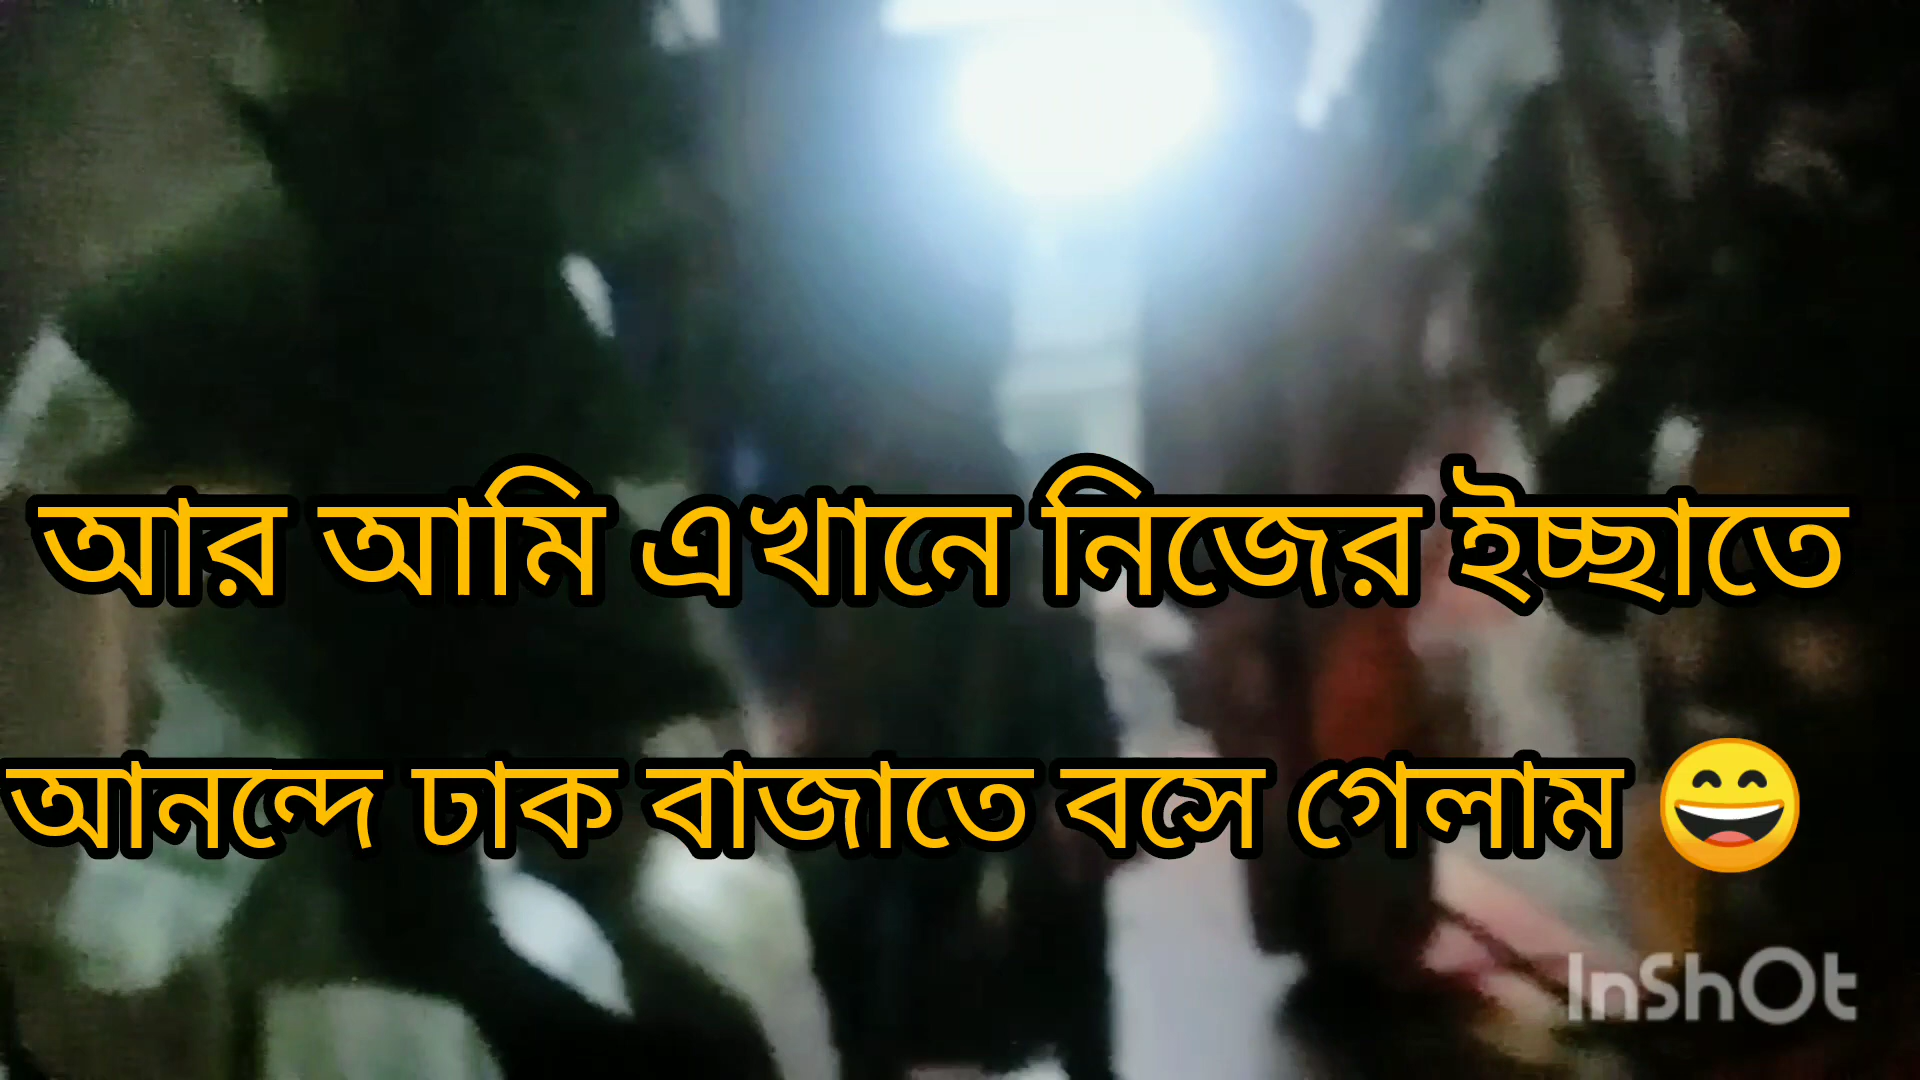 আর আমি এখানে নিজের ইচ্ছাতে
আনন্দে ঢাক বাজাতে বসে গেলাম 😄
InShOt